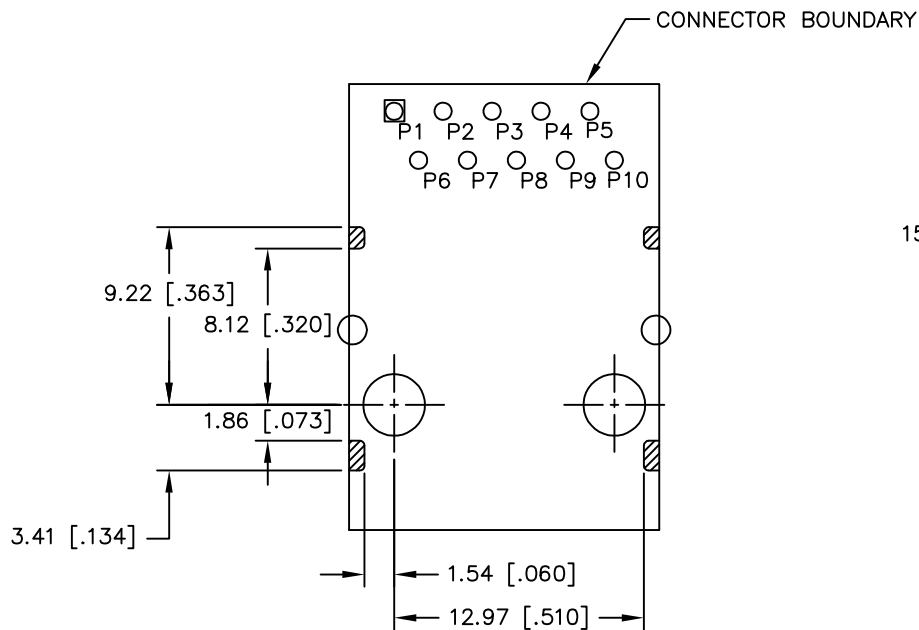 CONNECTOR BOUNDARY
P1 P2 P3 P4 P5
P6 P7 P8 P9 P10
15
9.22 [.363]
8.12 [.320]
1.86 [.073]
3.41 [.134]
1.54 [.060]
12.97 [.510]